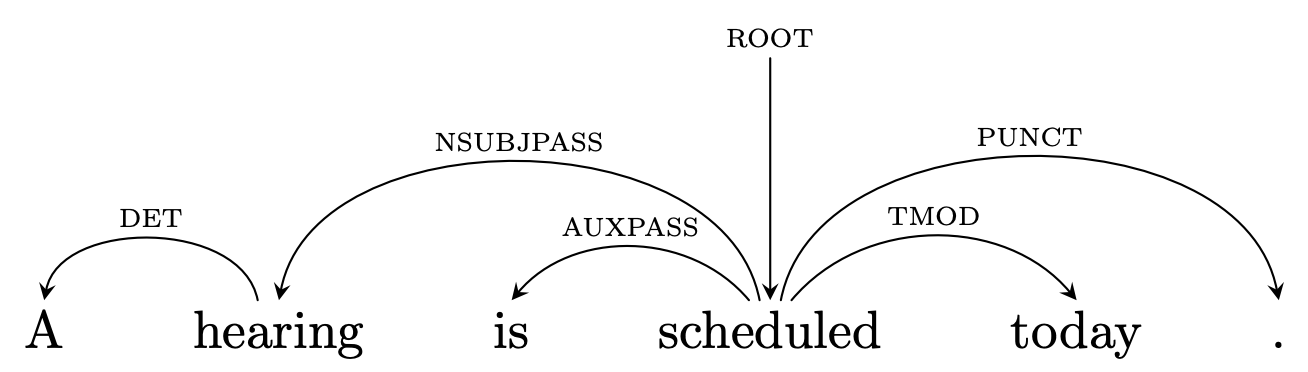 ROOT
NSUBJPASS PUNCT
DET AUXPASS TMOD
A hearing is scheduled today .